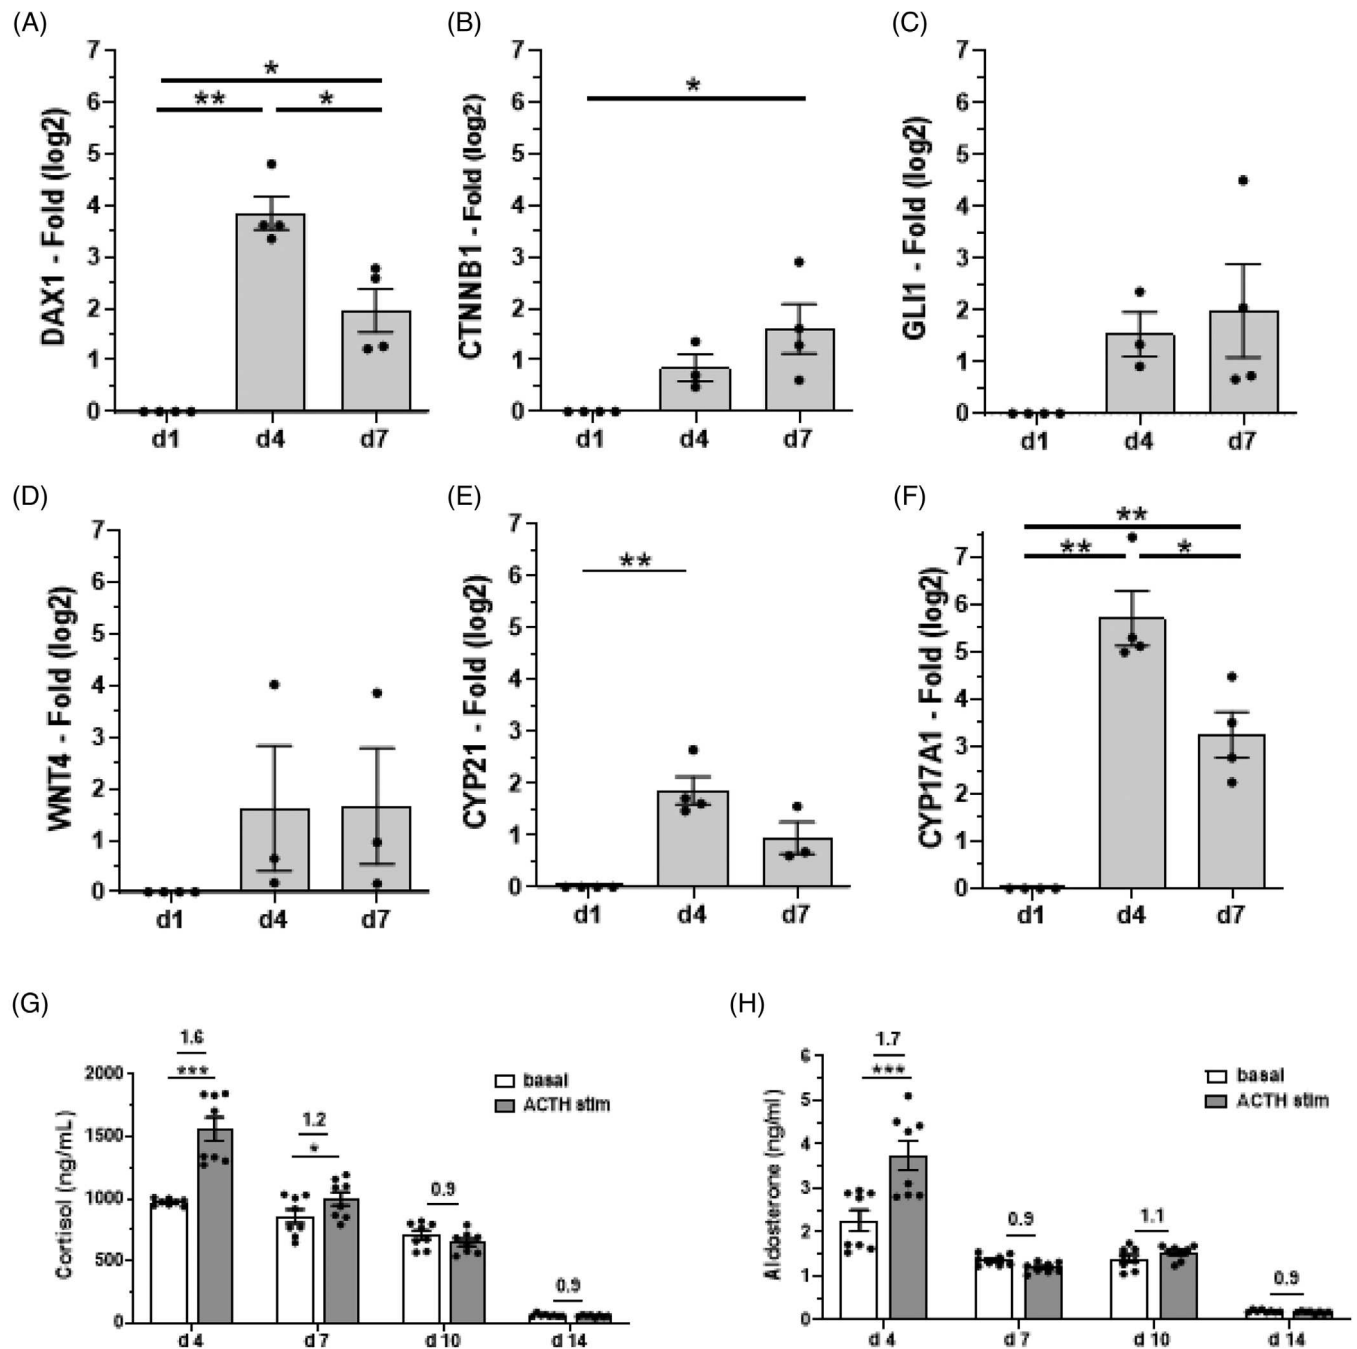 (A)
DAX1 - Fold (log2)
7
6
5
4
3
2
1
0
*
**
*
d1 d4 d7
(B)
CTNNB1 - Fold (log2)
7
6
5
4
3
2
1
0
*
d1 d4 d7
(C)
GLI1 - Fold (log2)
7
6
5
4
3
2
1
0
d1 d4 d7
(D)
WNT4 - Fold (log2)
7
6
5
4
3
2
1
0
d1 d4 d7
(E)
CYP21 - Fold (log2)
7
6
5
4
3
2
1
0
**
d1 d4 d7
(F)
CYP17A1 - Fold (log2)
7
6
5
4
3
2
1
0
**
**
*
d1 d4 d7
(G)
Cortisol (ng/mL)
2000
1500
1000
500
0
1.6
***
1.2
*
0.9
0.9
basal
ACTH stim
d 4 d 7 d 10 d 14
(H)
Aldosterone (ng/ml)
6
5
4
3
2
1
0
1.7
***
0.9
1.1
0.9
basal
ACTH stim
d 4 d 7 d 10 d 14